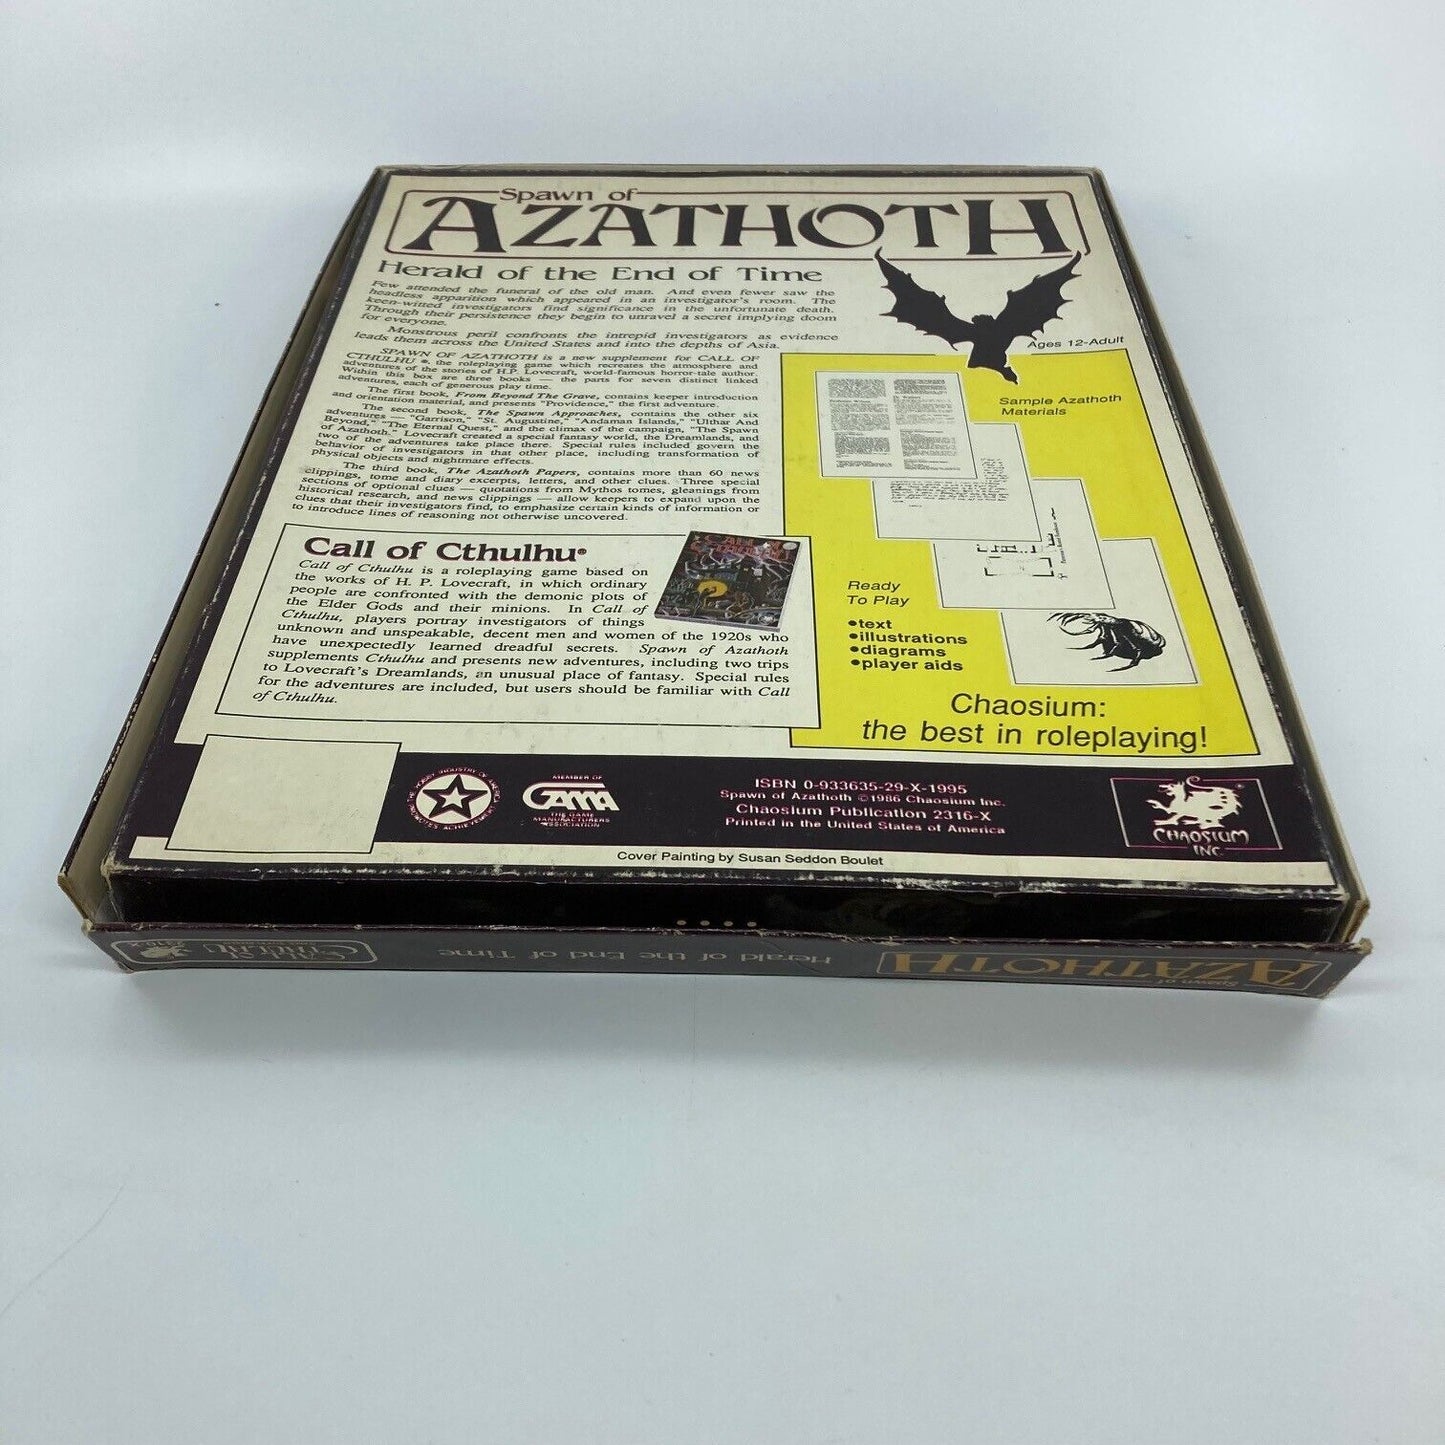 Spawn of
AZATHOTH
Herald of the End of Time
Few attended the funeral of the old man. And even fewer saw the
headless apparition which appeared in an investigator's room. The
keen-witted investigators find significance in the unfortunate death.
Through their persistence they begin to unravel a secret implying doom
for everyone.
Monstrous peril confronts the intrepid investigators as evidence
leads them across the United States and into the depths of Asia.
SPAWN OF AZATHOTH is a new supplement for CALL OF
CTHULHU ®, the roleplaying game which recreates the atmosphere and
adventures of the stories of H.P. Lovecraft, world-famous horror-tale author.
Within this box are three books — the parts for seven distinct linked
adventures, each of generous play time.
The first book, From Beyond The Grave, contains keeper introduction
and orientation material, and presents "Providence," the first adventure.
The second book, The Spawn Approaches, contains the other six
adventures — "Garrison," "St. Augustine," "Andaman Islands," "Ulthar And
Beyond," "The Eternal Quest," and the climax of the campaign, "The Spawn
of Azathoth." Lovecraft created a special fantasy world, the Dreamlands, and
two of the adventures take place there. Special rules included govern the
behavior of investigators in that other place, including transformation of
physical objects and nightmare effects.
The third book, The Azathoth Papers, contains more than 60 news
clippings, tome and diary excerpts, letters, and other clues. Three special
sections of optional clues — quotations from Mythos tomes, gleanings from
historical research, and news clippings — allow keepers to expand upon the
clues that their investigators find, to emphasize certain kinds of information or
to introduce lines of reasoning not otherwise uncovered.
Ages 12-Adult
Sample Azathoth
Materials
Ready
To Play
•text
•illustrations
•diagrams
•player aids
Chaosium:
the best in roleplaying!
Call of Cthulhu®
Call of Cthulhu is a roleplaying game based on
the works of H. P. Lovecraft, in which ordinary
people are confronted with the demonic plots of
the Elder Gods and their minions. In Call of
Cthulhu, players portray investigators of things
unknown and unspeakable, decent men and women of the 1920s who
have unexpectedly learned dreadful secrets. Spawn of Azathoth
supplements Cthulhu and presents new adventures, including two trips
to Lovecraft's Dreamlands, an unusual place of fantasy. Special rules
for the adventures are included, but users should be familiar with Call
of Cthulhu.
CALL OF
CTHULHU
THE HOBBY INDUSTRY OF AMERICA
PROMOTES ACHIEVEMENT
MEMBER OF
GAMA
THE GAME
MANUFACTURERS
ASSOCIATION
ISBN 0-933635-29-X-1995
Spawn of Azathoth ©1986 Chaosium Inc.
Chaosium Publication 2316-X
Printed in the United States of America
CHAOSIUM
INC.
Cover Painting by Susan Seddon Boulet
Spawn of
AZATHOTH
Herald of the End of Time
CALL OF
CTHULHU